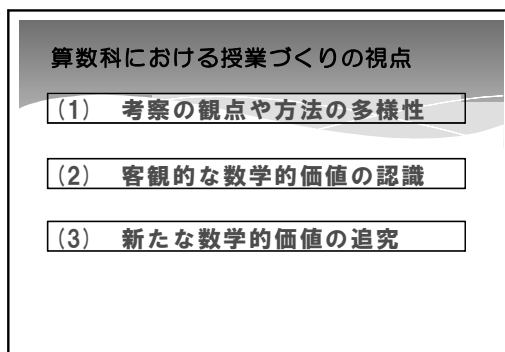 算数科における授業づくりの視点
(1) 考察の観点や方法の多様性
(2) 客観的な数学的価値の認識
(3) 新たな数学的価値の追究